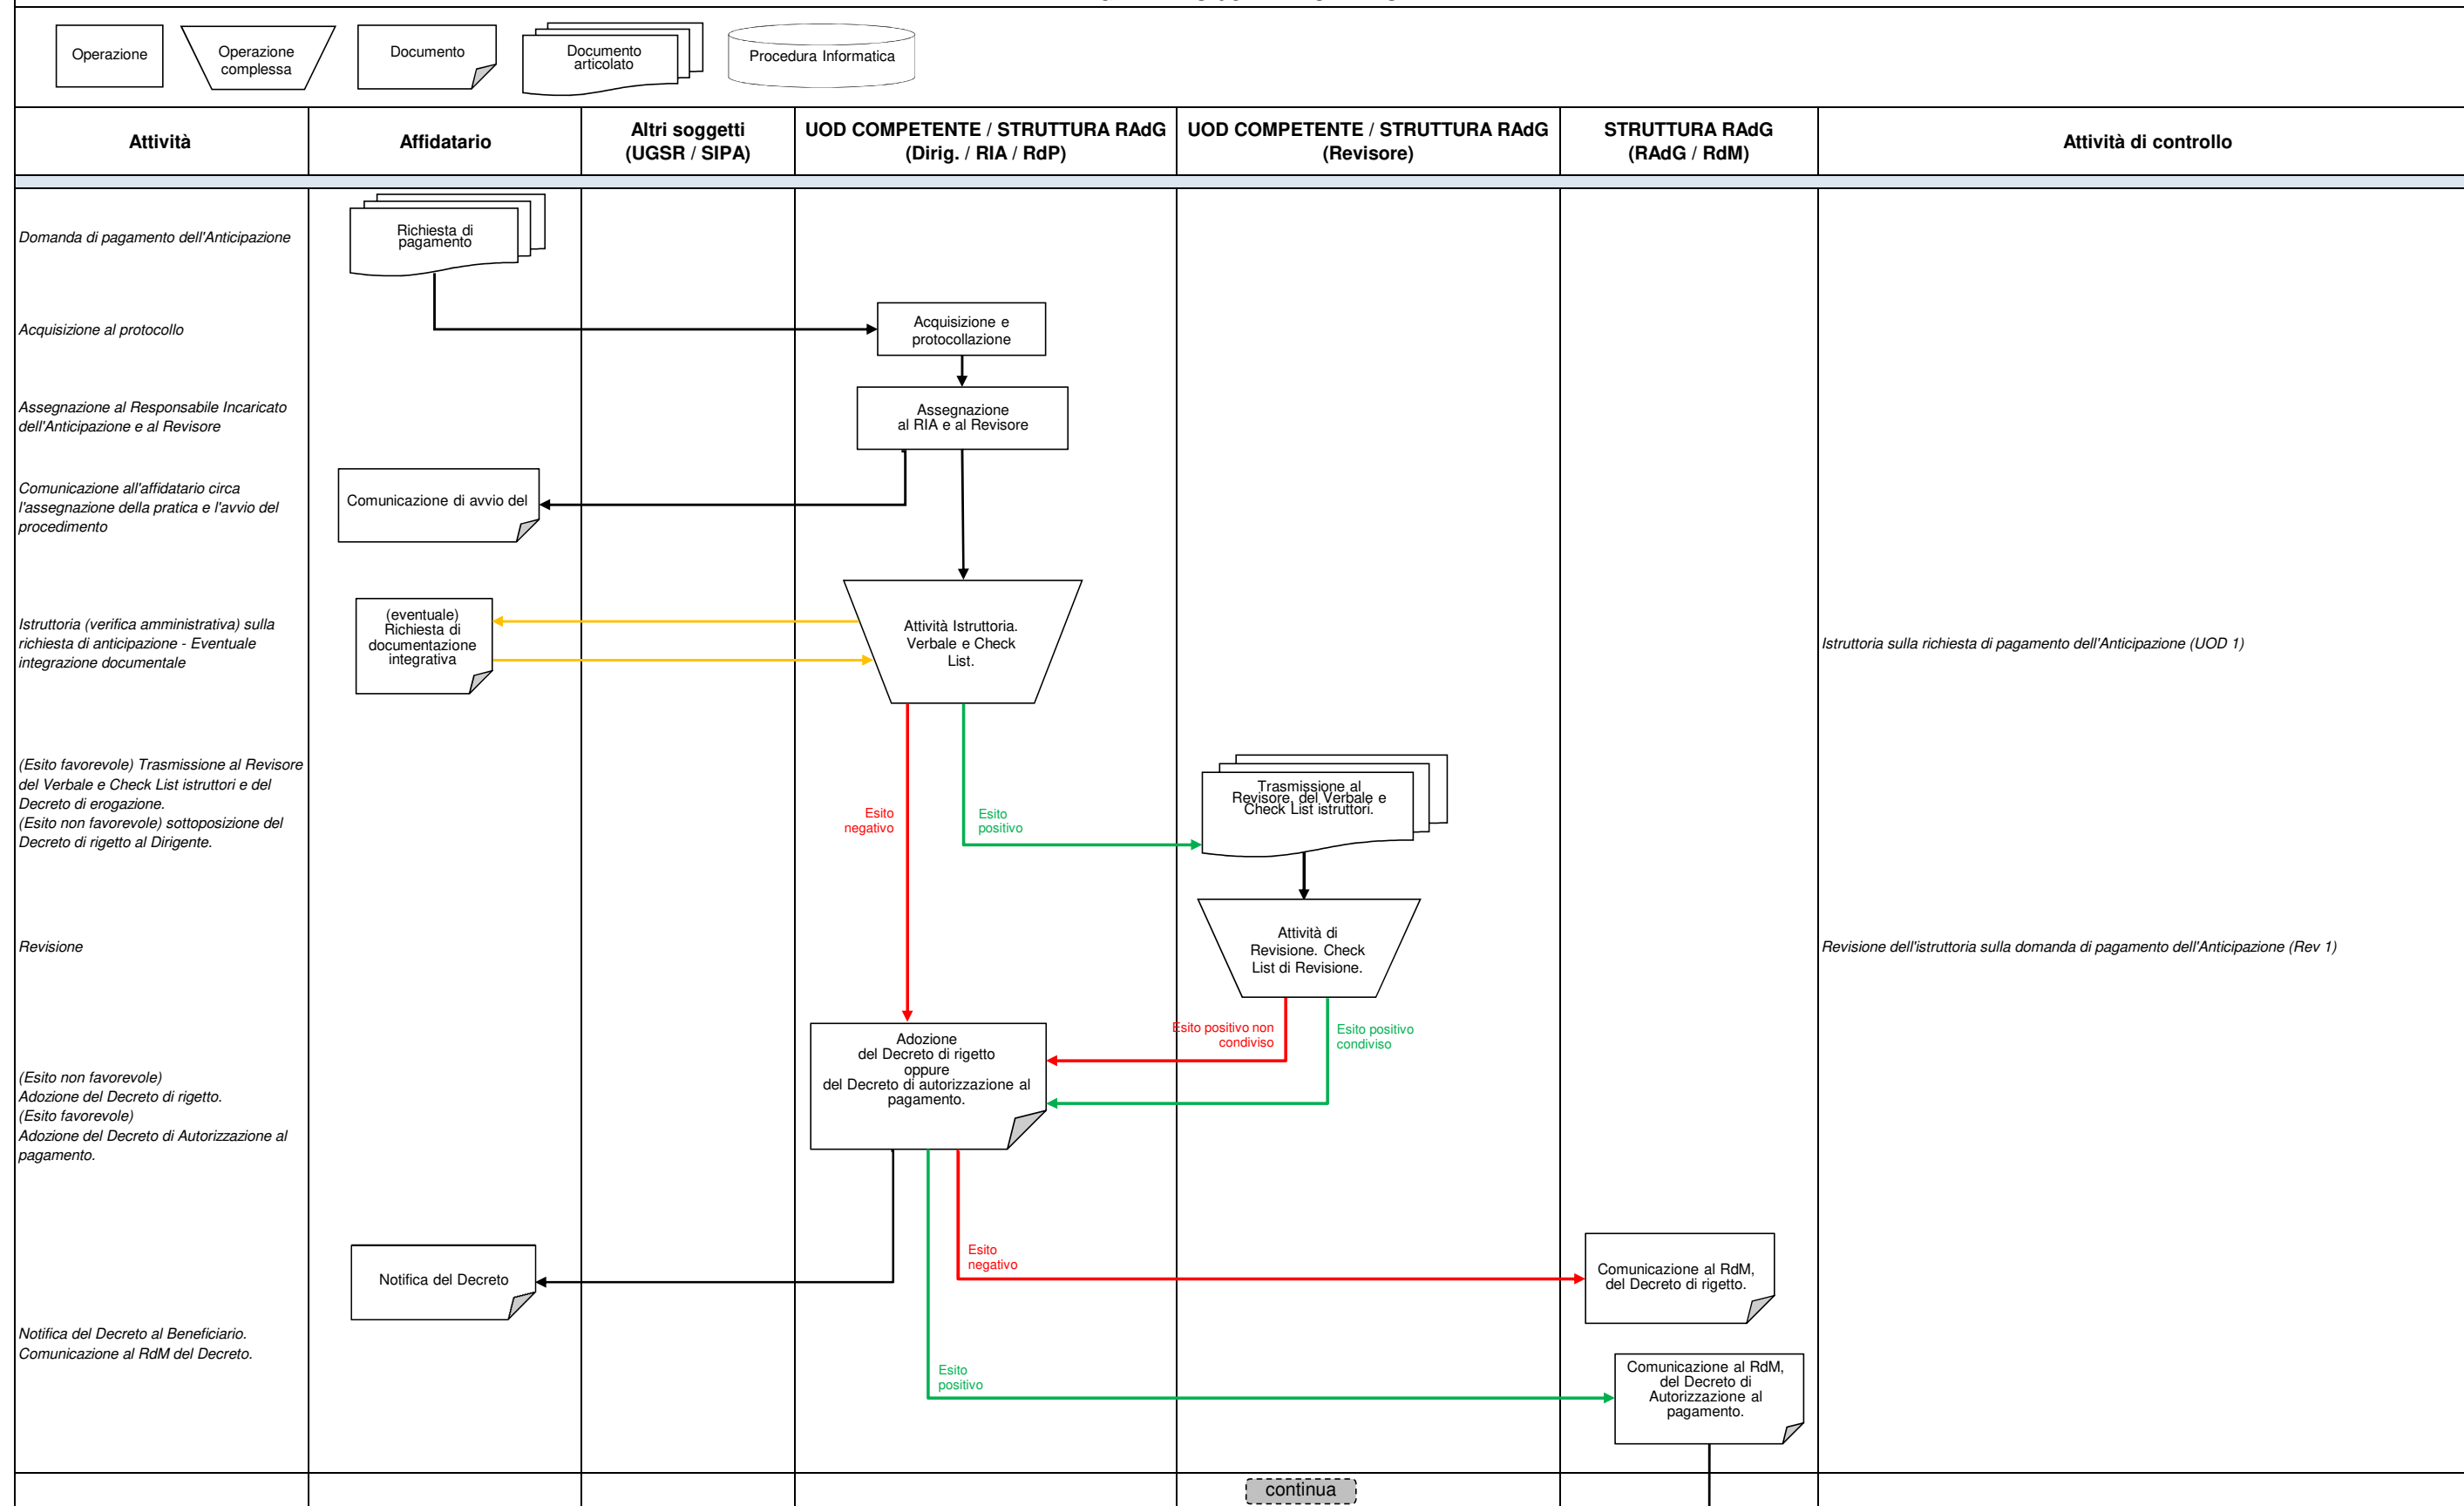 Operazione
Operazione
complessa
Documento
Documento
articolato
Procedura Informatica
Attività
Affidatario
Altri soggetti
(UGSR / SIPA)
UOD COMPETENTE / STRUTTURA RAdG
(Dirig. / RIA / RdP)
UOD COMPETENTE / STRUTTURA RAdG
(Revisore)
STRUTTURA RAdG
(RAdG / RdM)
Attività di controllo
Domanda di pagamento dell'Anticipazione
Richiesta di
pagamento
Acquisizione al protocollo
Acquisizione e
protocollazione
Assegnazione al Responsabile Incaricato
dell'Anticipazione e al Revisore
Assegnazione
al RIA e al Revisore
Comunicazione all'affidatario circa
l'assegnazione della pratica e l'avvio del
procedimento
Comunicazione di avvio del
Istruttoria (verifica amministrativa) sulla
richiesta di anticipazione - Eventuale
integrazione documentale
(eventuale)
Richiesta di
documentazione
integrativa
Attività Istruttoria.
Verbale e Check
List.
Istruttoria sulla richiesta di pagamento dell'Anticipazione (UOD 1)
(Esito favorevole) Trasmissione al Revisore
del Verbale e Check List istruttori e del
Decreto di erogazione.
(Esito non favorevole) sottoposizione del
Decreto di rigetto al Dirigente.
Esito
negativo
Esito
positivo
Trasmissione al
Revisore, del Verbale e
Check List istruttori.
Revisione
Attività di
Revisione. Check
List di Revisione.
Revisione dell'istruttoria sulla domanda di pagamento dell'Anticipazione (Rev 1)
Esito positivo non
condiviso
Esito positivo
condiviso
(Esito non favorevole)
Adozione del Decreto di rigetto.
(Esito favorevole)
Adozione del Decreto di Autorizzazione al
pagamento.
Adozione
del Decreto di rigetto
oppure
del Decreto di autorizzazione al
pagamento.
Notifica del Decreto
Esito
negativo
Comunicazione al RdM,
del Decreto di rigetto.
Notifica del Decreto al Beneficiario.
Comunicazione al RdM del Decreto.
Esito
positivo
Comunicazione al RdM,
del Decreto di
Autorizzazione al
pagamento.
continua